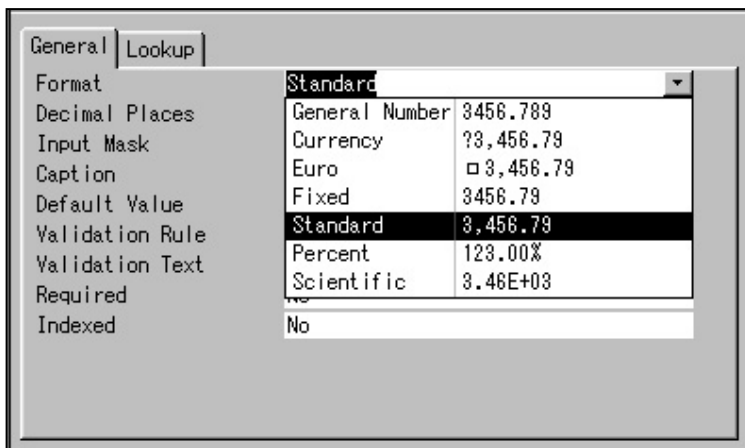 General Lookup
Format Standard
Decimal Places General Number 3456.789
Input Mask Currency ?3,456.79
Caption Euro □3,456.79
Default Value Fixed 3456.79
Validation Rule Standard 3,456.79
Validation Text Percent 123.00%
Required Scientific 3.46E+03
Indexed No